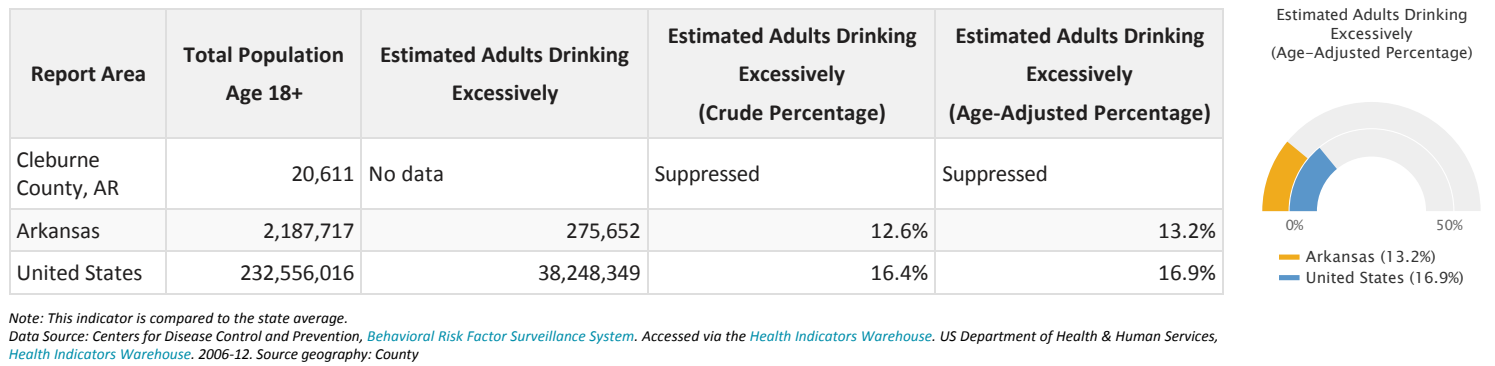 Report Area
Total Population
Age 18+
Estimated Adults Drinking
Excessively
Estimated Adults Drinking
Excessively
(Crude Percentage)
Estimated Adults Drinking
Excessively
(Age-Adjusted Percentage)
Cleburne
County, AR
20,611
No data
Suppressed
Suppressed
Arkansas
2,187,717
275,652
12.6%
13.2%
United States
232,556,016
38,248,349
16.4%
16.9%
Note: This indicator is compared to the state average.
Data Source: Centers for Disease Control and Prevention, Behavioral Risk Factor Surveillance System. Accessed via the Health Indicators Warehouse. US Department of Health & Human Services,
Health Indicators Warehouse. 2006-12. Source geography: County
Estimated Adults Drinking
Excessively
(Age-Adjusted Percentage)
0%
50%
Arkansas (13.2%)
United States (16.9%)